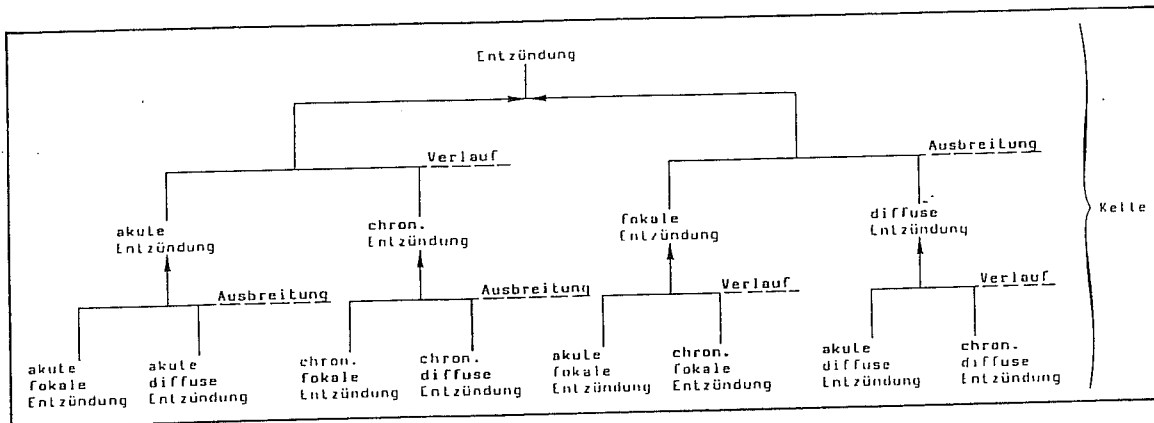 Entzündung
Verlauf
Ausbreitung
akute
Entzündung
chron.
Entzündung
fokale
Entzündung
diffuse
Entzündung
Kette
Ausbreitung
Ausbreitung
Verlauf
Verlauf
akute
fokale
Entzündung
akute
diffuse
Entzündung
chron.
fokale
Entzündung
chron.
diffuse
Entzündung
akute
fokale
Entzündung
chron.
fokale
Entzündung
akute
diffuse
Entzündung
chron.
diffuse
Entzündung